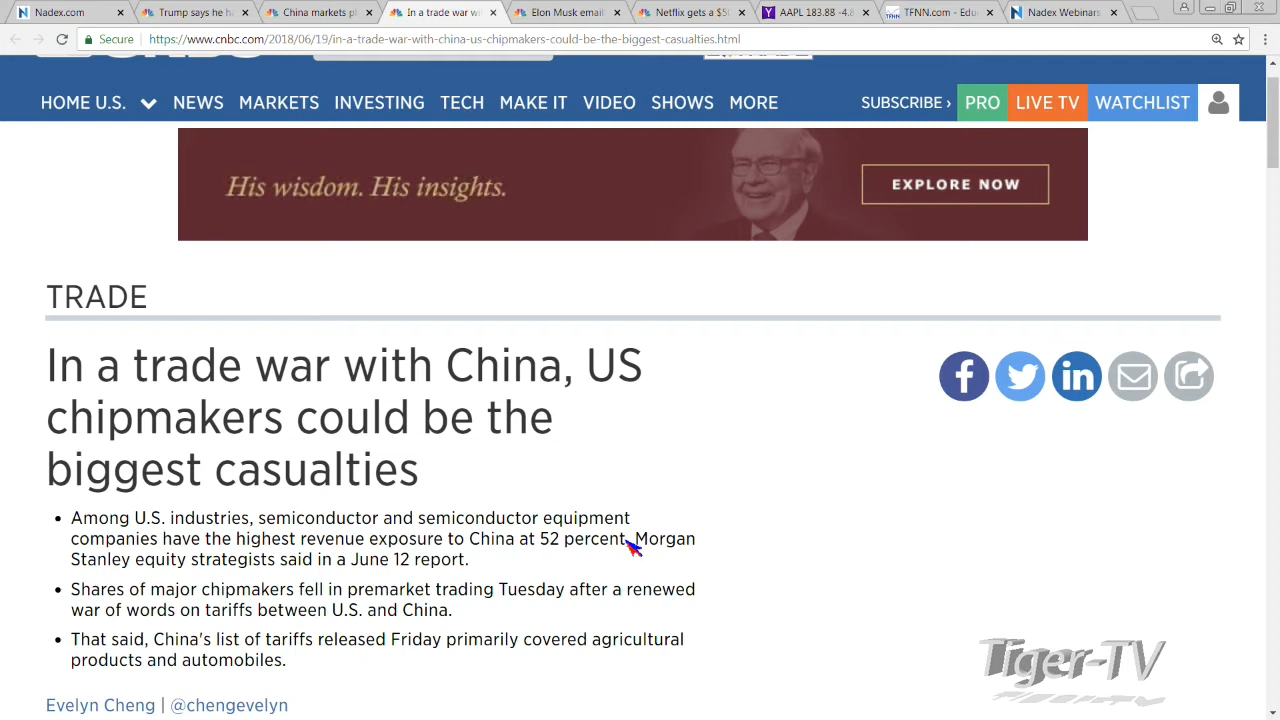 Nadex.com
Trump says he h
China markets p
In a trade war wi
Elon Musk email
Netflix gets a $5
AAPL 183.88 -4.8
TFNN.com - Edu
Nadex Webinars
Secure
https://www.cnbc.com/2018/06/19/in-a-trade-war-with-china-us-chipmakers-could-be-the-biggest-casualties.html
HOME U.S. NEWS MARKETS INVESTING TECH MAKE IT VIDEO SHOWS MORE SUBSCRIBE › PRO LIVE TV WATCHLIST
His wisdom. His insights.
EXPLORE NOW
TRADE
In a trade war with China, US
chipmakers could be the
biggest casualties
• Among U.S. industries, semiconductor and semiconductor equipment
companies have the highest revenue exposure to China at 52 percent, Morgan
Stanley equity strategists said in a June 12 report.
• Shares of major chipmakers fell in premarket trading Tuesday after a renewed
war of words on tariffs between U.S. and China.
• That said, China's list of tariffs released Friday primarily covered agricultural
products and automobiles.
Tiger-TV
Evelyn Cheng | @chengevelyn